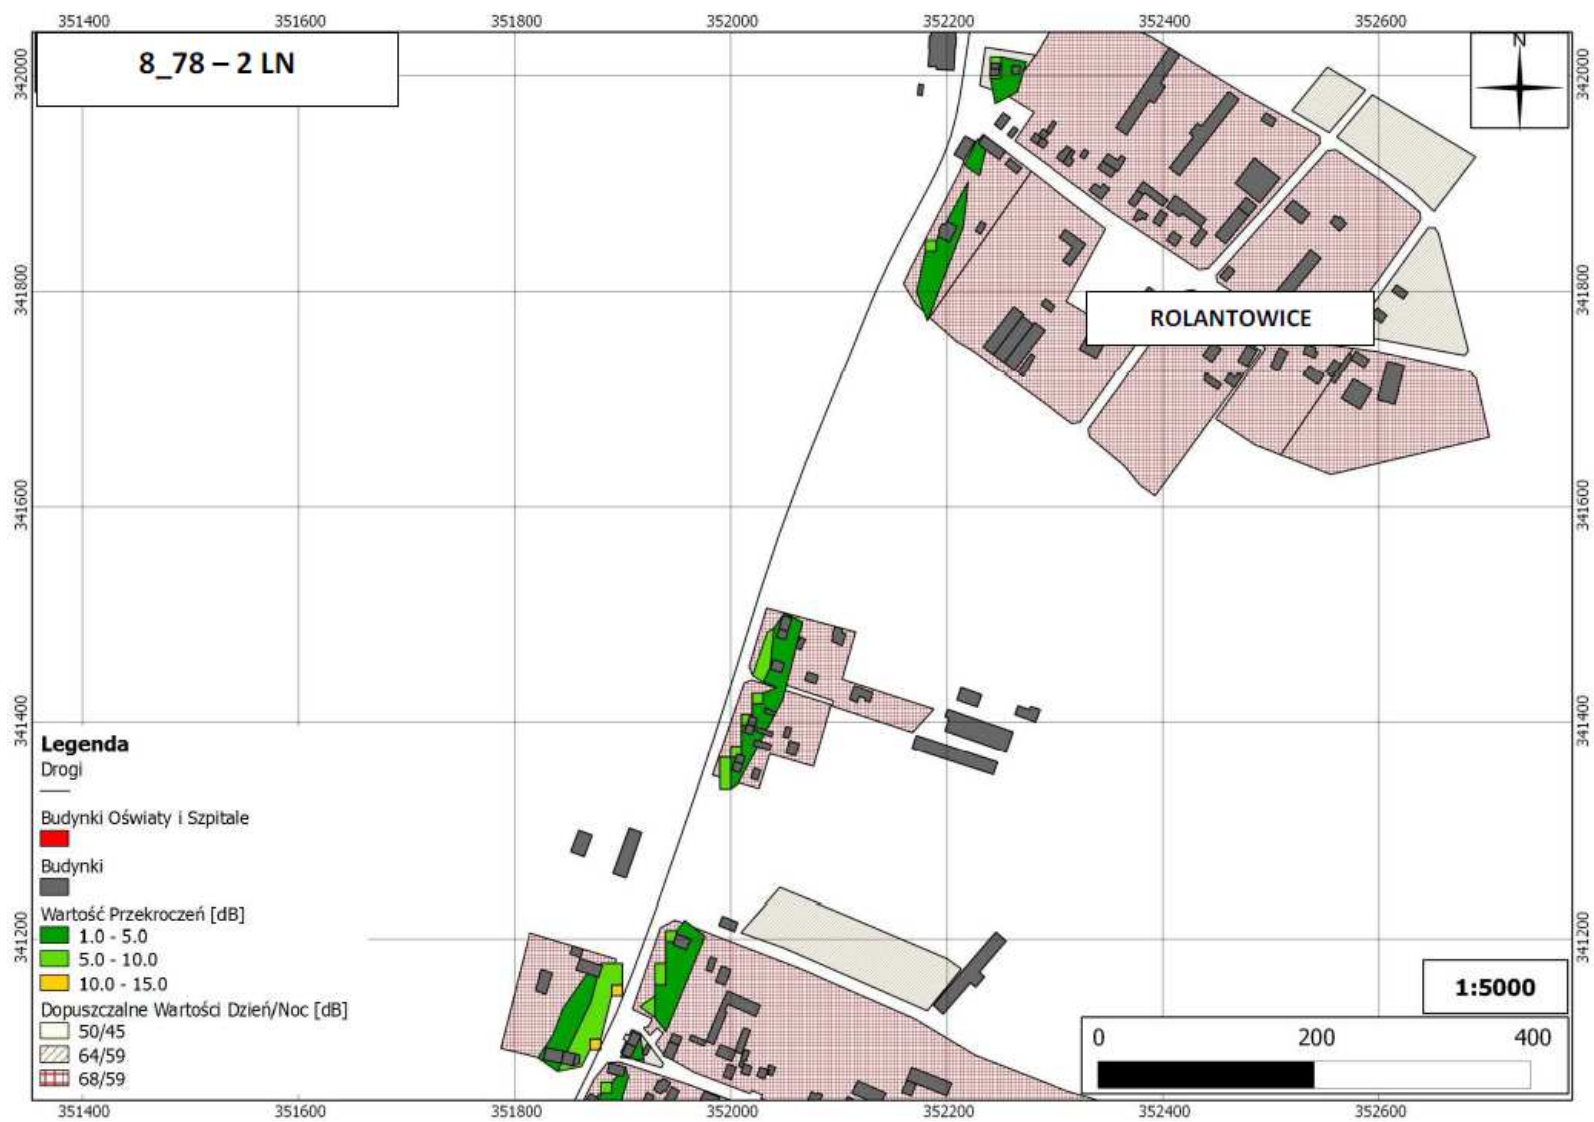 351400 351600 351800 352000 352200 352400 352600
8_78 – 2 LN
N
342000 342000
341800 341800
ROLANTOWICE
341600 341600
341400 341400
Legenda
Drogi
Budynki Oświaty i Szpitale
Budynki
Wartość Przekroczeń [dB]
1.0 - 5.0
5.0 - 10.0
10.0 - 15.0
Dopuszczalne Wartości Dzień/Noc [dB]
50/45
64/59
68/59
341200 341200
1:5000
0 200 400
351400 351600 351800 352000 352200 352400 352600